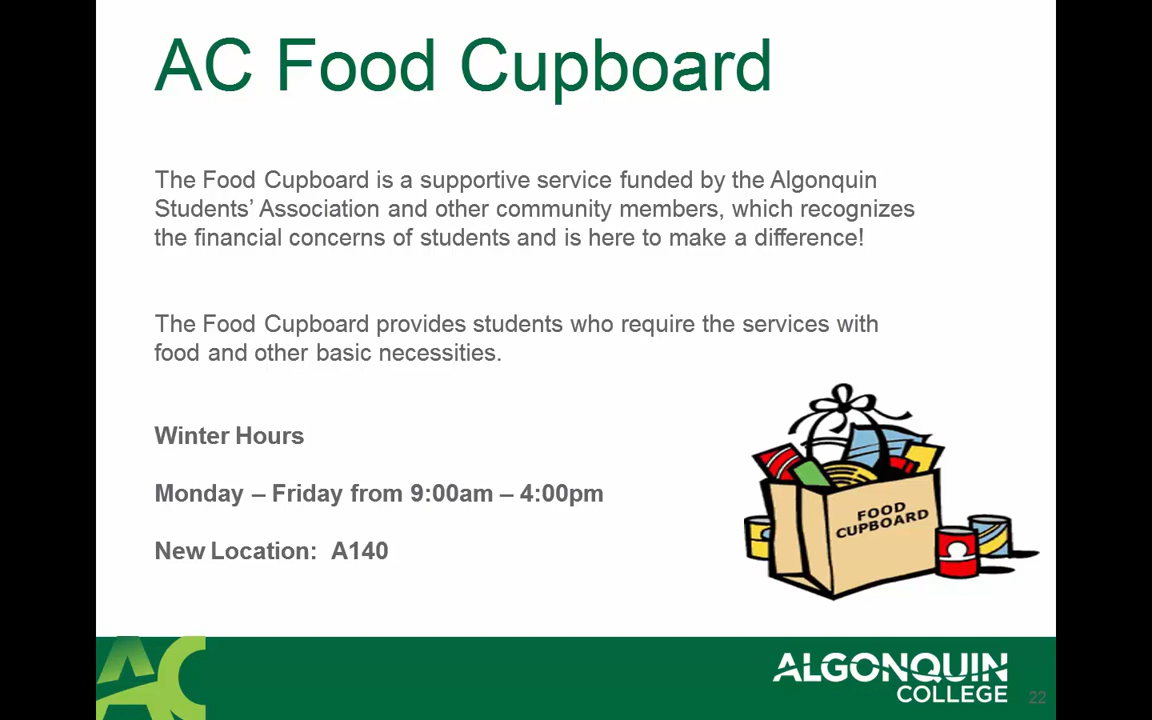 AC Food Cupboard
The Food Cupboard is a supportive service funded by the Algonquin
Students’ Association and other community members, which recognizes
the financial concerns of students and is here to make a difference!
The Food Cupboard provides students who require the services with
food and other basic necessities.
Winter Hours
Monday – Friday from 9:00am – 4:00pm
New Location: A140
FOOD
CUPBOARD
AC
ALGONQUIN
COLLEGE
22